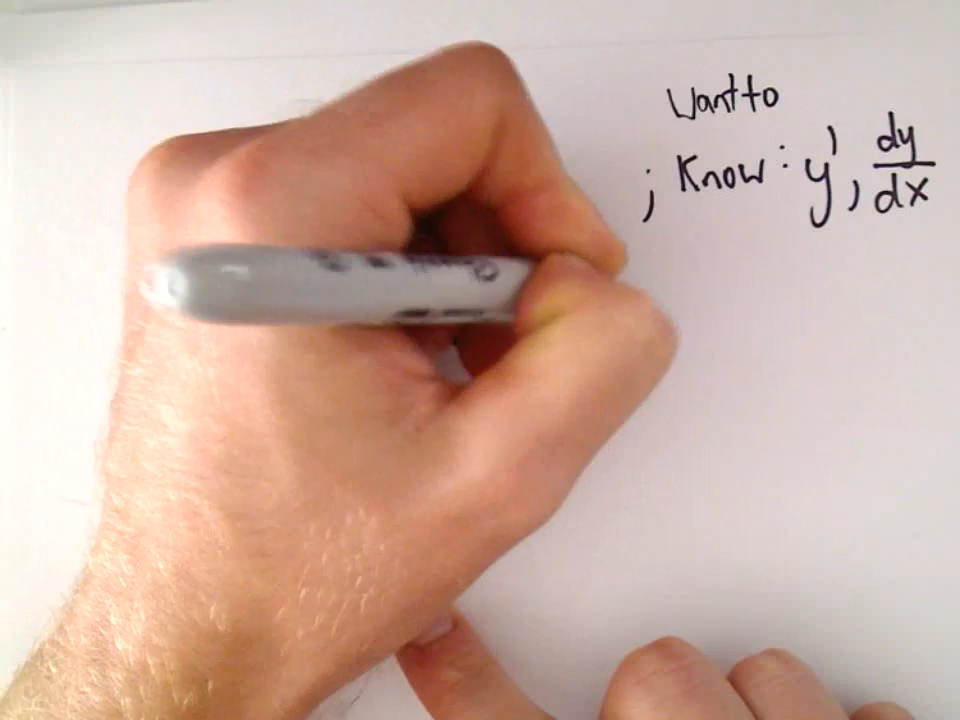 Want to
; Know : y', dy/dx